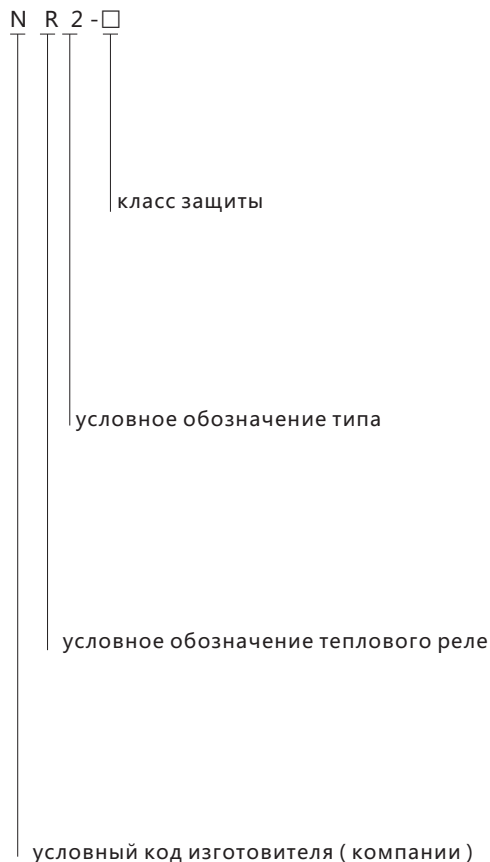 N R 2 - □
класс защиты
условное обозначение типа
условное обозначение теплового реле
условный код изготовителя ( компании )